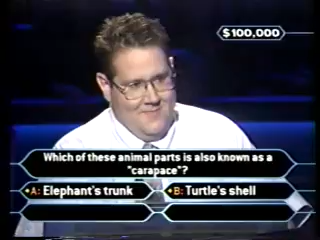 $100,000
Which of these animal parts is also known as a
"carapace"?
A: Elephant's trunk
B: Turtle's shell